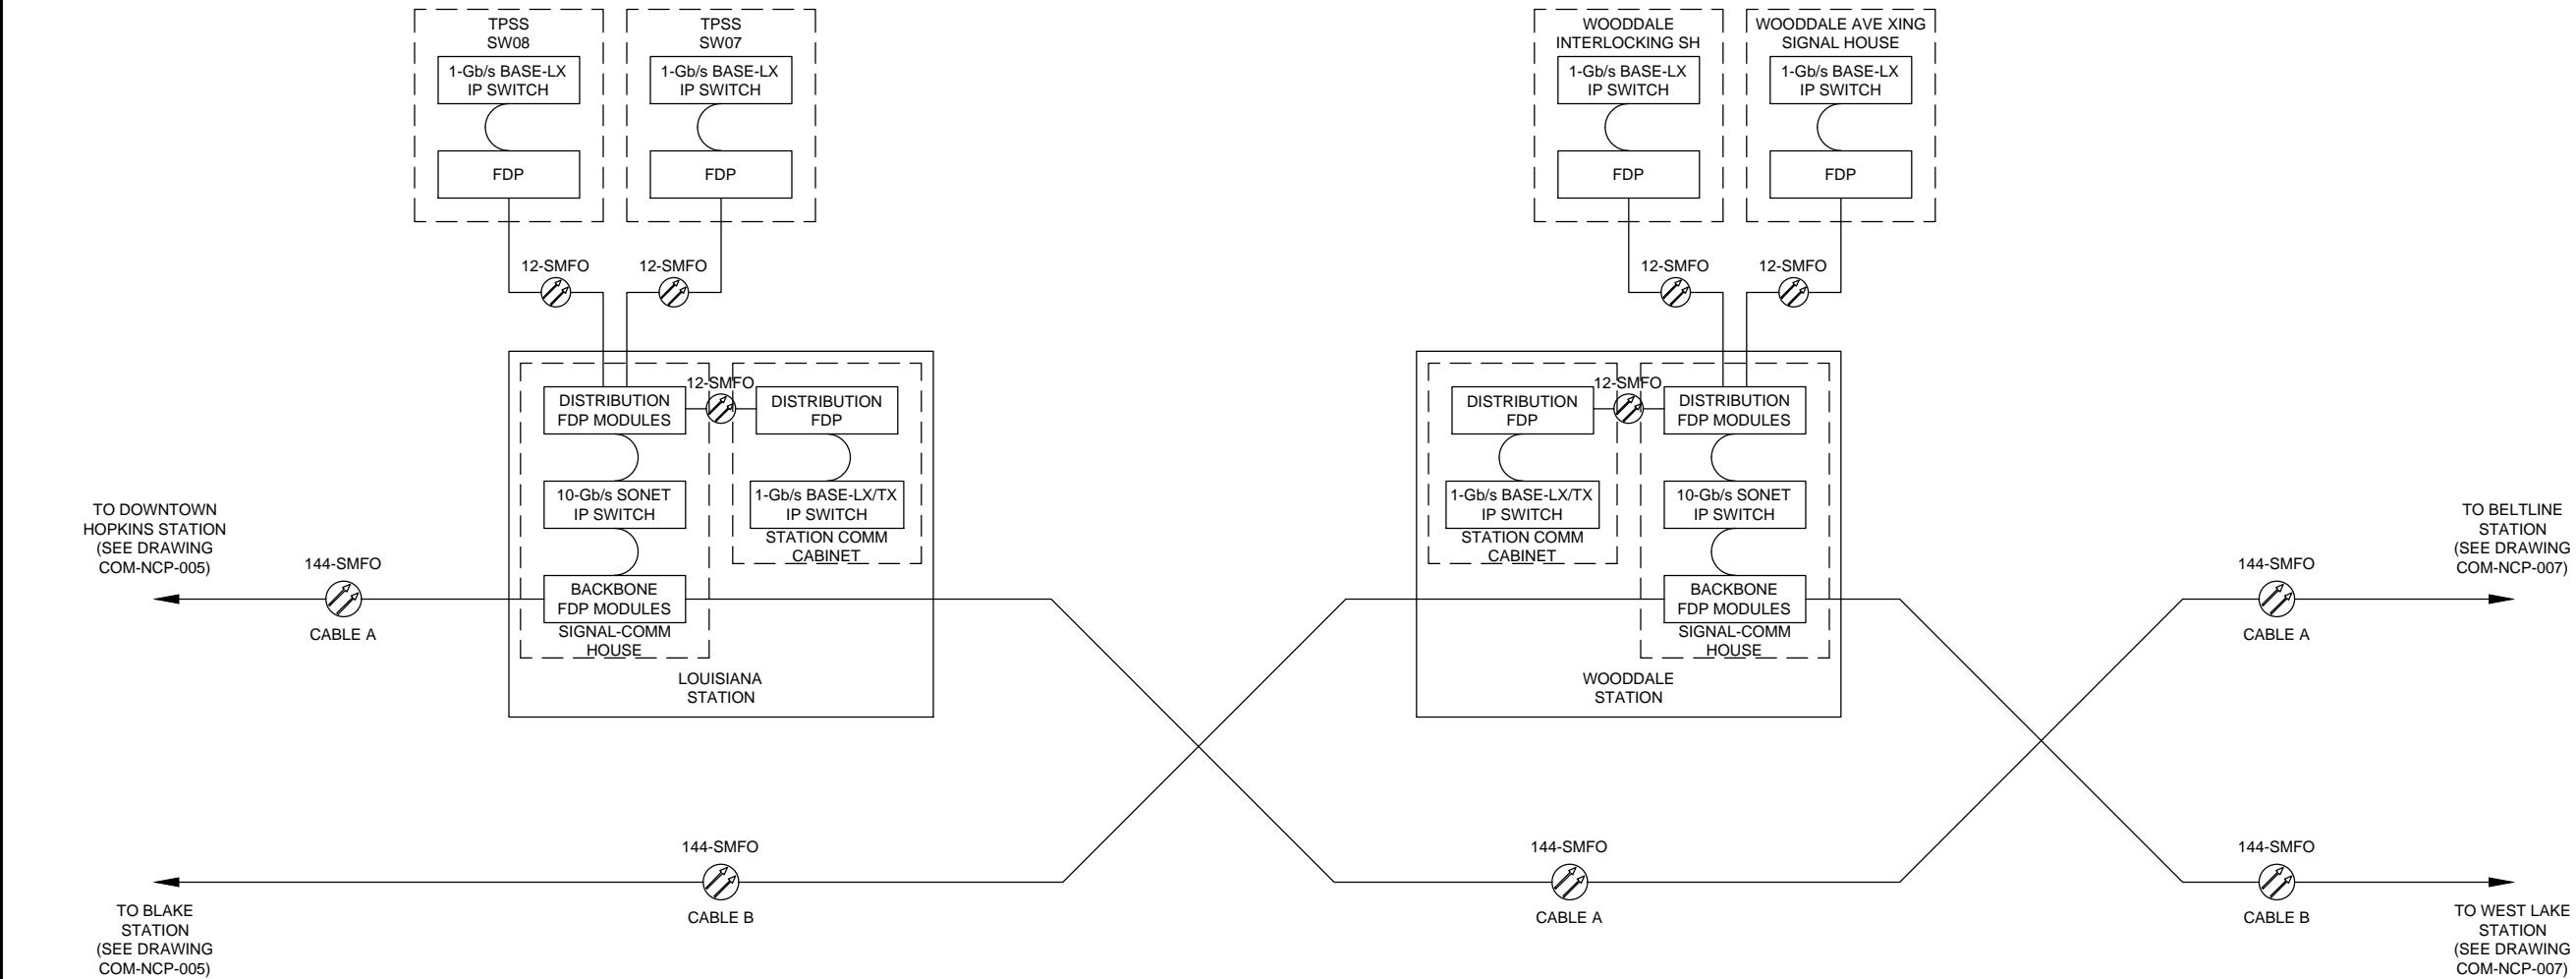 TPSS
SW08
1-Gb/s BASE-LX
IP SWITCH
FDP
TPSS
SW07
1-Gb/s BASE-LX
IP SWITCH
FDP
WOODDALE
INTERLOCKING SH
1-Gb/s BASE-LX
IP SWITCH
FDP
WOODDALE AVE XING
SIGNAL HOUSE
1-Gb/s BASE-LX
IP SWITCH
FDP
12-SMFO
12-SMFO
12-SMFO
12-SMFO
DISTRIBUTION
FDP MODULES
12-SMFO
DISTRIBUTION
FDP
10-Gb/s SONET
IP SWITCH
1-Gb/s BASE-LX/TX
IP SWITCH
STATION COMM
CABINET
BACKBONE
FDP MODULES
SIGNAL-COMM
HOUSE
LOUISIANA
STATION
DISTRIBUTION
FDP
12-SMFO
DISTRIBUTION
FDP MODULES
1-Gb/s BASE-LX/TX
IP SWITCH
STATION COMM
CABINET
10-Gb/s SONET
IP SWITCH
BACKBONE
FDP MODULES
SIGNAL-COMM
HOUSE
WOODDALE
STATION
TO DOWNTOWN
HOPKINS STATION
(SEE DRAWING
COM-NCP-005)
144-SMFO
CABLE A
TO BELTLINE
STATION
(SEE DRAWING
COM-NCP-007)
144-SMFO
CABLE A
TO BLAKE
STATION
(SEE DRAWING
COM-NCP-005)
144-SMFO
CABLE B
144-SMFO
CABLE A
144-SMFO
CABLE B
TO WEST LAKE
STATION
(SEE DRAWING
COM-NCP-007)